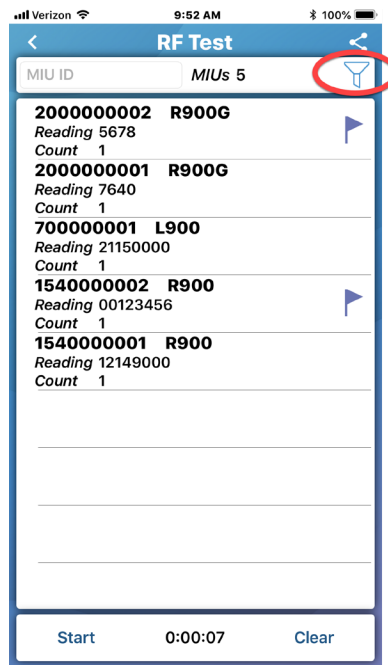 Verizon 9:52 AM 100%
RF Test
MIU ID MIUs 5
2000000002 R900G
Reading 5678
Count 1
2000000001 R900G
Reading 7640
Count 1
700000001 L900
Reading 21150000
Count 1
1540000002 R900
Reading 00123456
Count 1
1540000001 R900
Reading 12149000
Count 1
Start 0:00:07 Clear